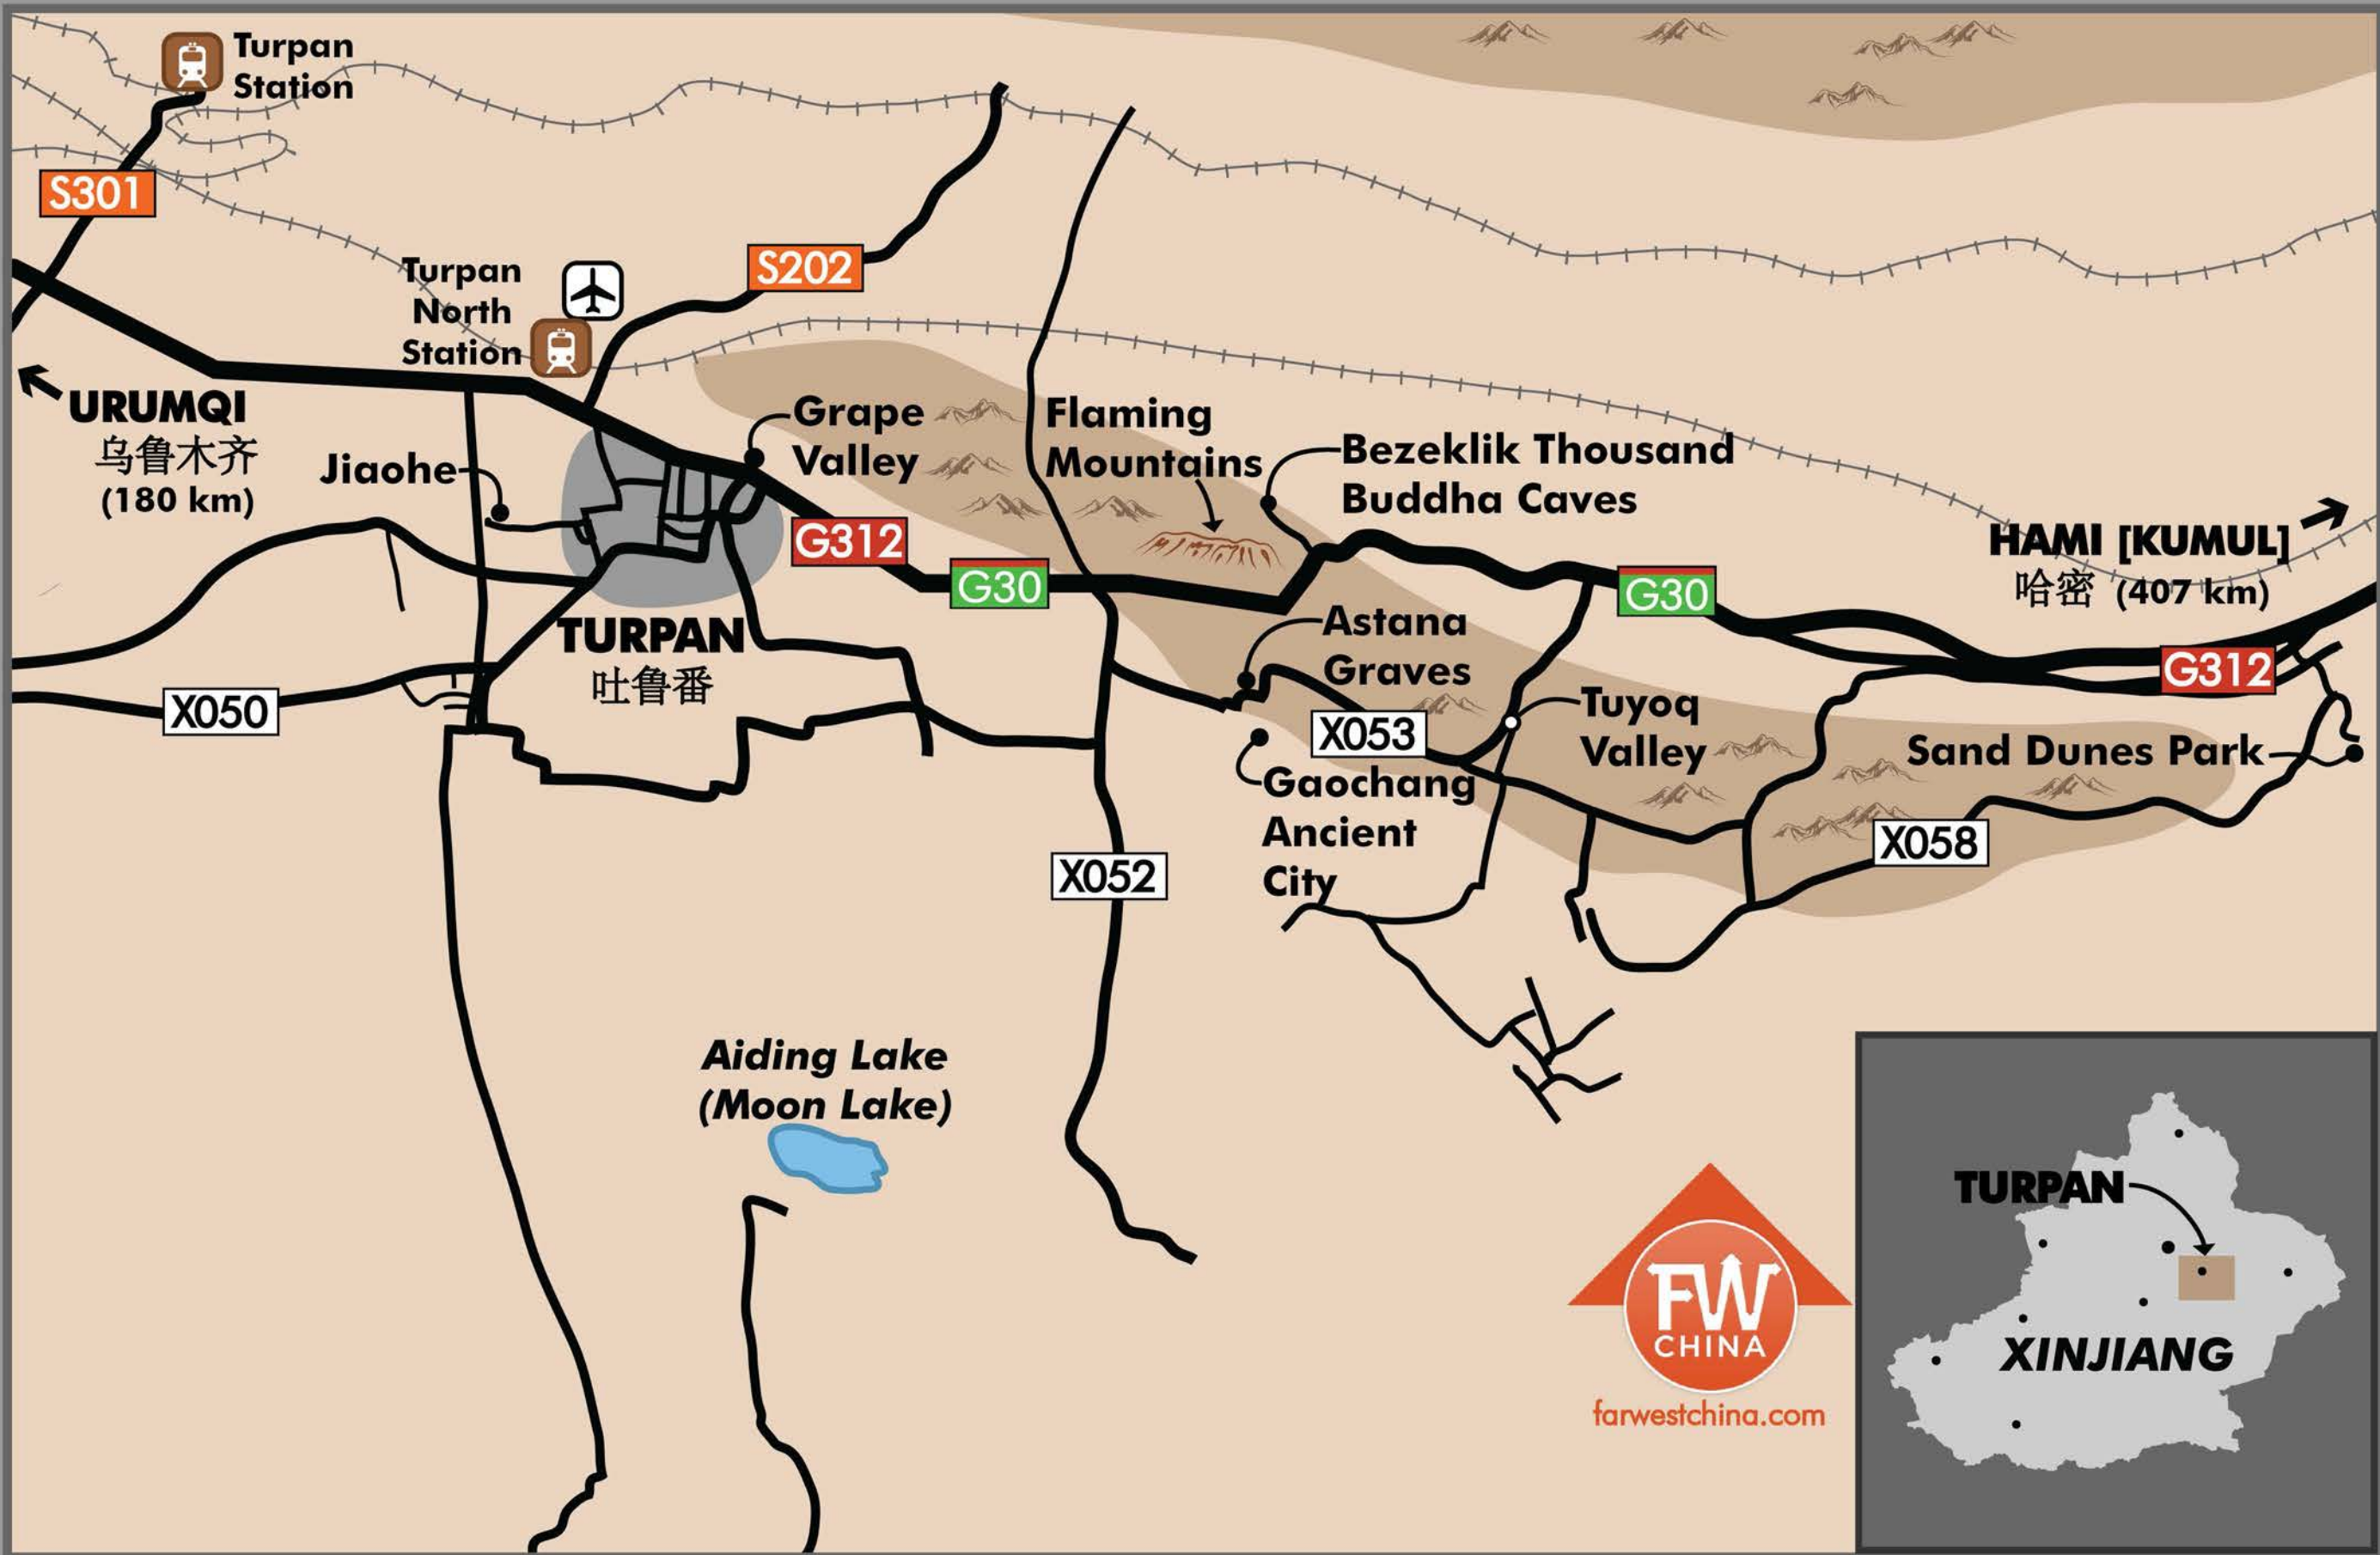 Turpan
Station
S301
S202
Turpan
North
Station
URUMQI
乌鲁木齐
(180 km)
Jiaohe
Grape
Valley
Flaming
Mountains
Bezeklik Thousand
Buddha Caves
G312
G30
G30
HAMI [KUMUL]
哈密 (407 km)
TURPAN
吐鲁番
Astana
Graves
X050
X053
Tuyoq
Valley
G312
Sand Dunes Park
Gaochang
Ancient
City
X052
X058
Aiding Lake
(Moon Lake)
FW
CHINA
farwestchina.com
TURPAN
XINJIANG